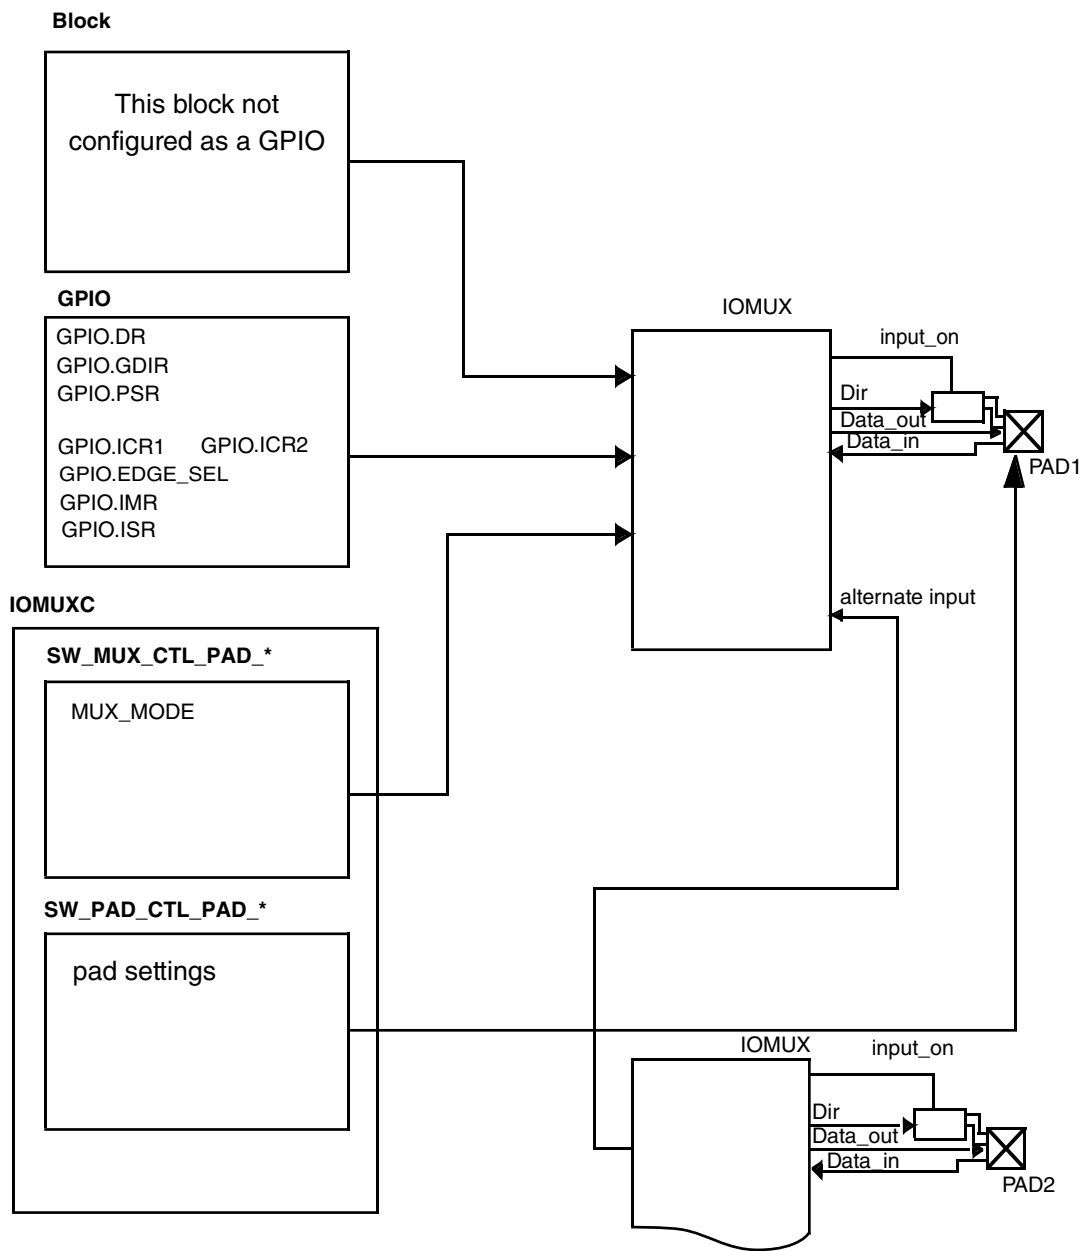 Block
This block not
configured as a GPIO
GPIO
GPIO.DR
GPIO.GDIR
GPIO.PSR
GPIO.ICR1 GPIO.ICR2
GPIO.EDGE_SEL
GPIO.IMR
GPIO.ISR
IOMUX
input_on
Dir
Data_out
Data_in
PAD1
alternate input
IOMUXC
SW_MUX_CTL_PAD_*
MUX_MODE
SW_PAD_CTL_PAD_*
pad settings
IOMUX
input_on
Dir
Data_out
Data_in
PAD2